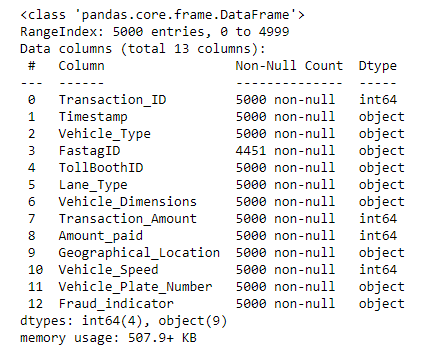 <class 'pandas.core.frame.DataFrame'>
RangeIndex: 5000 entries, 0 to 4999
Data columns (total 13 columns):
 #   Column                 Non-Null Count  Dtype
---  ------                 --------------  -----
 0   Transaction_ID         5000 non-null   int64
 1   Timestamp              5000 non-null   object
 2   Vehicle_Type           5000 non-null   object
 3   FastagID               4451 non-null   object
 4   TollBoothID            5000 non-null   object
 5   Lane_Type              5000 non-null   object
 6   Vehicle_Dimensions     5000 non-null   object
 7   Transaction_Amount     5000 non-null   int64
 8   Amount_paid            5000 non-null   int64
 9   Geographical_Location  5000 non-null   object
 10  Vehicle_Speed          5000 non-null   int64
 11  Vehicle_Plate_Number   5000 non-null   object
 12  Fraud_indicator        5000 non-null   object
dtypes: int64(4), object(9)
memory usage: 507.9+ KB